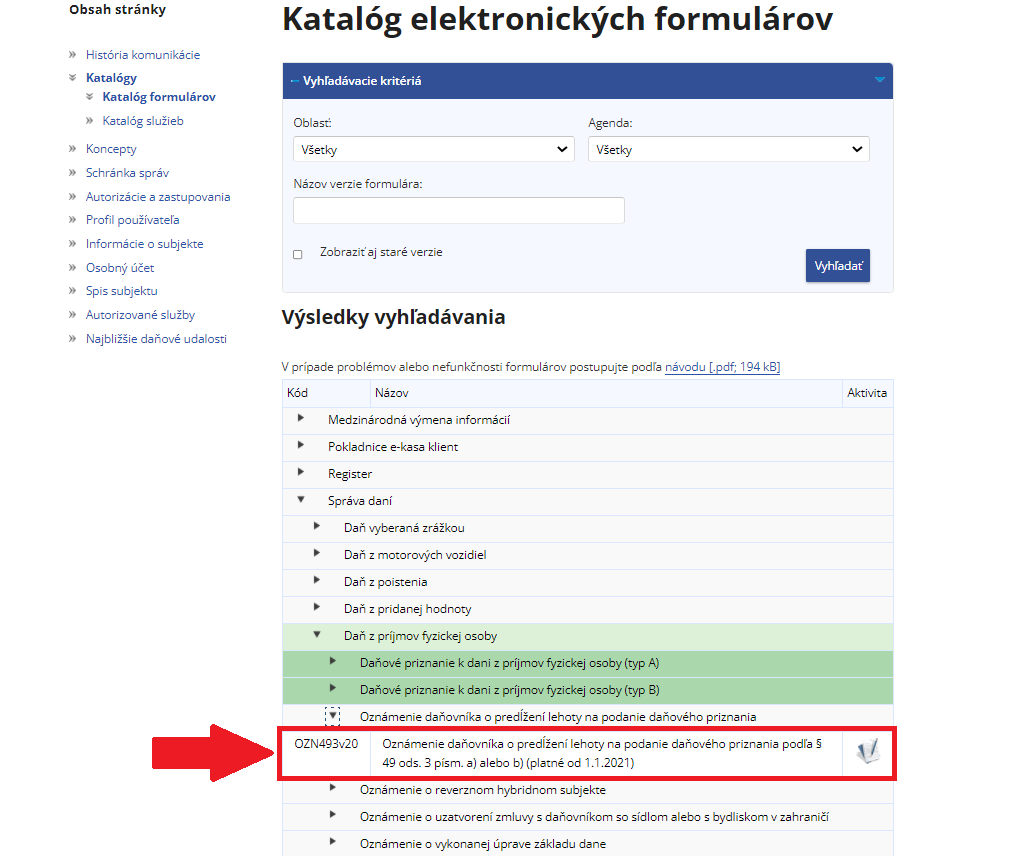 Obsah stránky
História komunikácie
Katalógy
Katalóg formulárov
Katalóg služieb
Koncepty
Schránka správ
Autorizácie a zastupovania
Profil používateľa
Informácie o subjekte
Osobný účet
Spis subjektu
Autorizované služby
Najbližšie daňové udalosti
Katalóg elektronických formulárov
Vyhľadávacie kritériá
Oblasť: Agenda:
Všetky Všetky
Názov verzie formulára:
Zobraziť aj staré verzie
Vyhľadať
Výsledky vyhľadávania
V prípade problémov alebo nefunkčnosti formulárov postupujte podľa návodu [.pdf; 194 kB]
Kód Názov Aktivita
Medzinárodná výmena informácií
Pokladnice e-kasa klient
Register
Správa daní
Daň vyberaná zrážkou
Daň z motorových vozidiel
Daň z poistenia
Daň z pridanej hodnoty
Daň z príjmov fyzickej osoby
Daňové priznanie k dani z príjmov fyzickej osoby (typ A)
Daňové priznanie k dani z príjmov fyzickej osoby (typ B)
Oznámenie daňovníka o predĺžení lehoty na podanie daňového priznania
OZN493v20 Oznámenie daňovníka o predĺžení lehoty na podanie daňového priznania podľa §
49 ods. 3 písm. a) alebo b) (platné od 1.1.2021)
Oznámenie o reverznom hybridnom subjekte
Oznámenie o uzatvorení zmluvy s daňovníkom so sídlom alebo s bydliskom v zahraničí
Oznámenie o vykonanej úprave základu dane